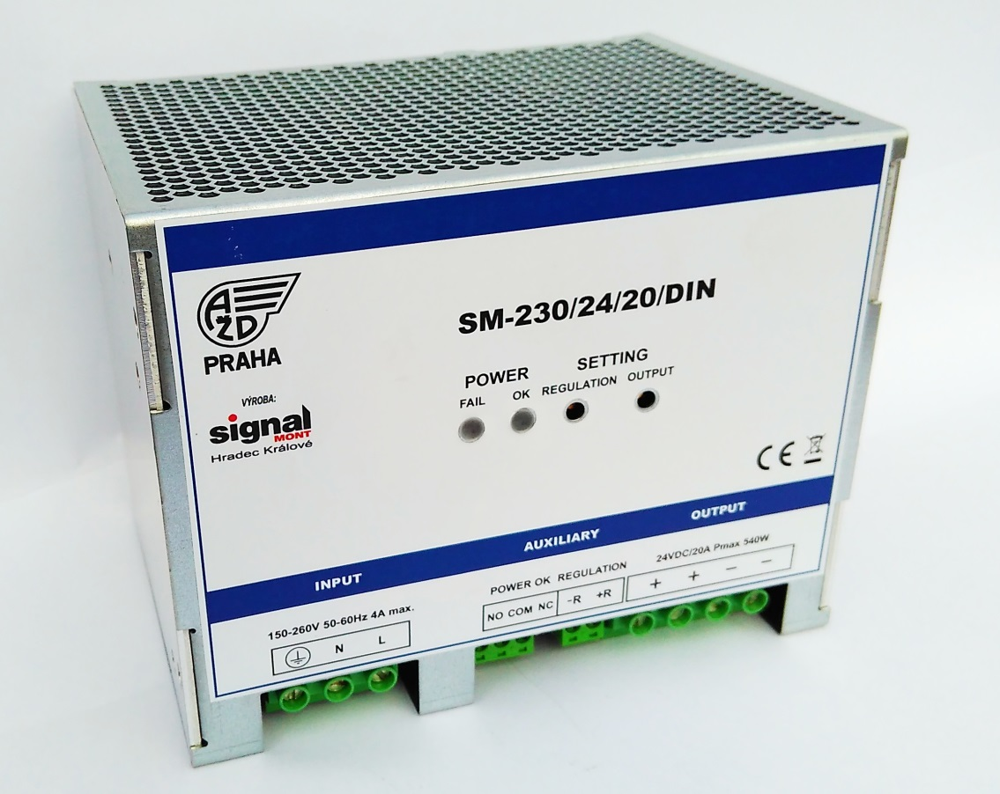 AŽD
PRAHA
VÝROBA:
signal
MONT
Hradec Králové
SM-230/24/20/DIN
POWER
FAIL OK
SETTING
REGULATION OUTPUT
CE
INPUT
AUXILIARY
OUTPUT
150-260V 50-60Hz 4A max.
N L
POWER OK REGULATION
NO COM NC -R +R
24VDC/20A Pmax 540W
+ + − −